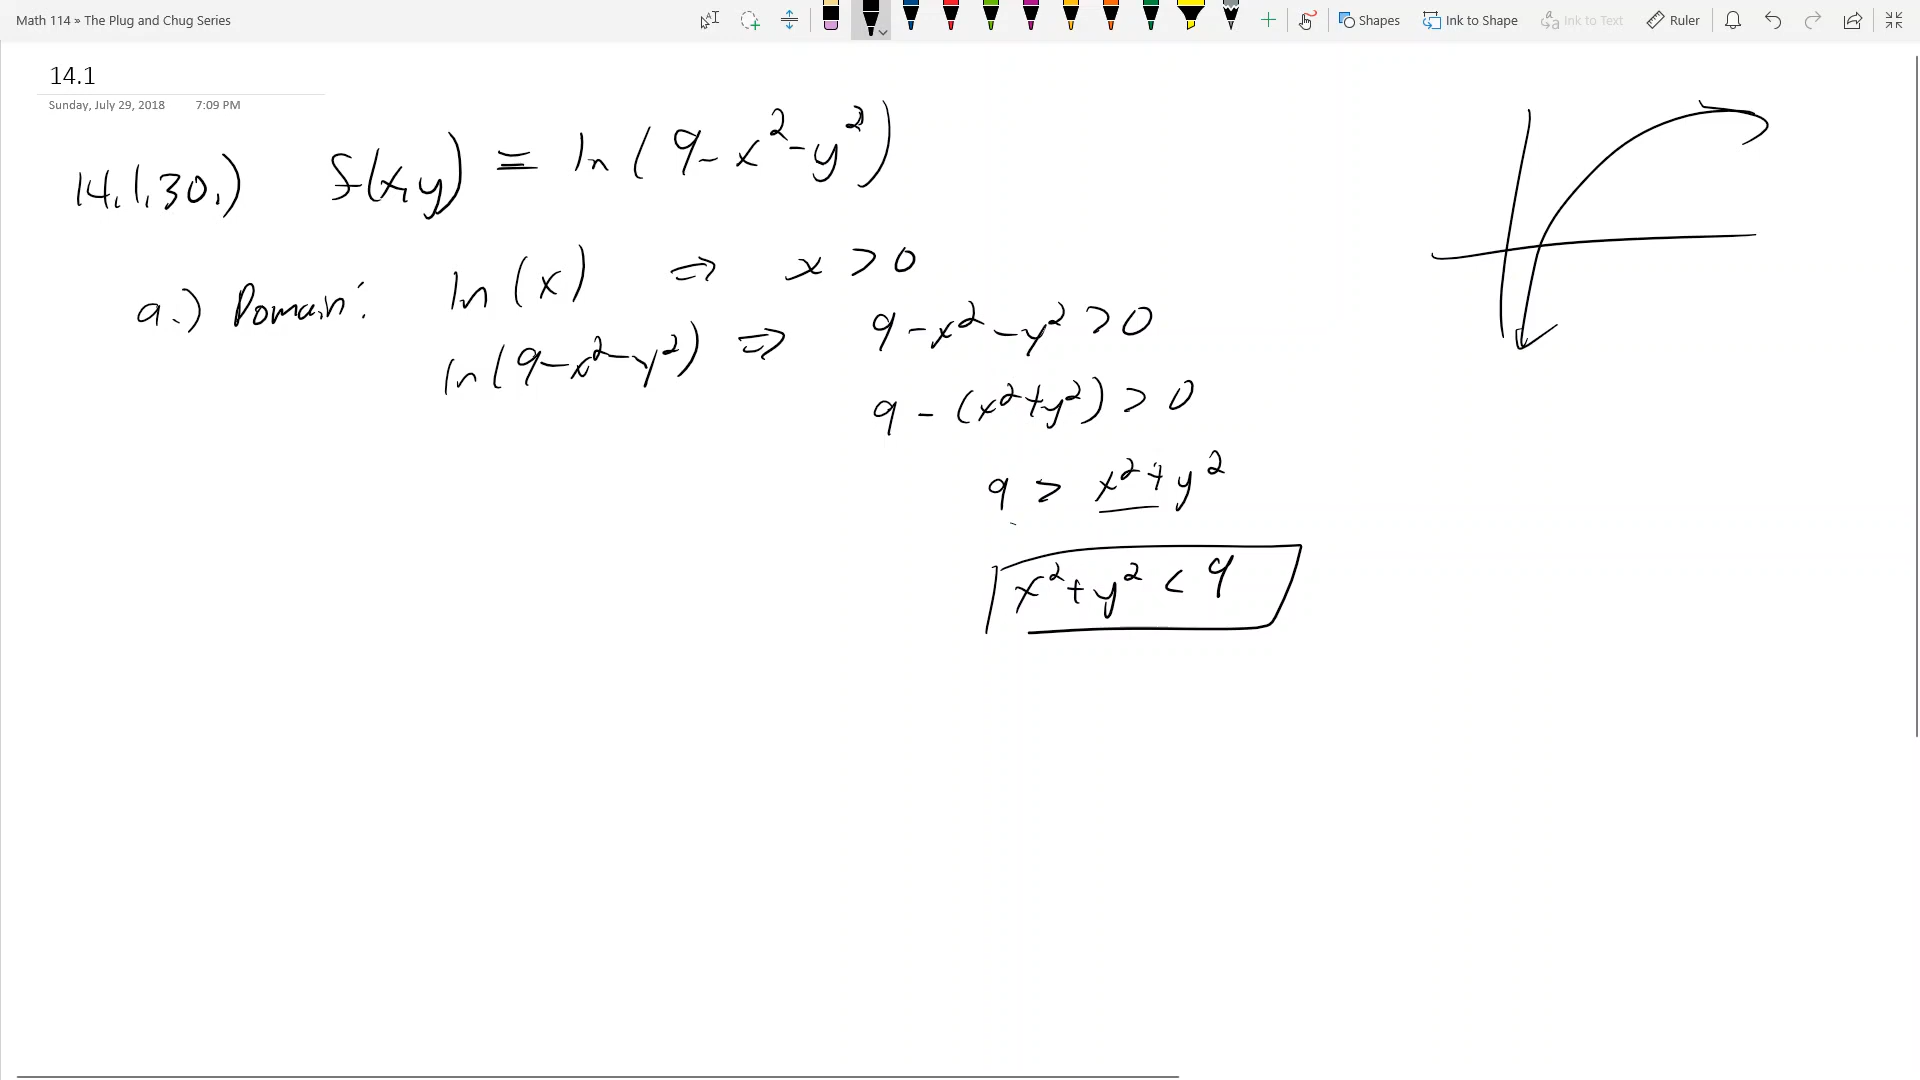 Math 114 » The Plug and Chug Series
Shapes
Ink to Shape
Ink to Text
Ruler
14.1
Sunday, July 29, 2018 7:09 PM
14.1.30.) f(x,y) = ln(9-x²-y²)
a.) Domain: ln(x) ⇒ x > 0
ln(9-x²-y²) ⇒ 9-x²-y² > 0
9 - (x²+y²) > 0
9 > x²+y²
x²+y² < 9